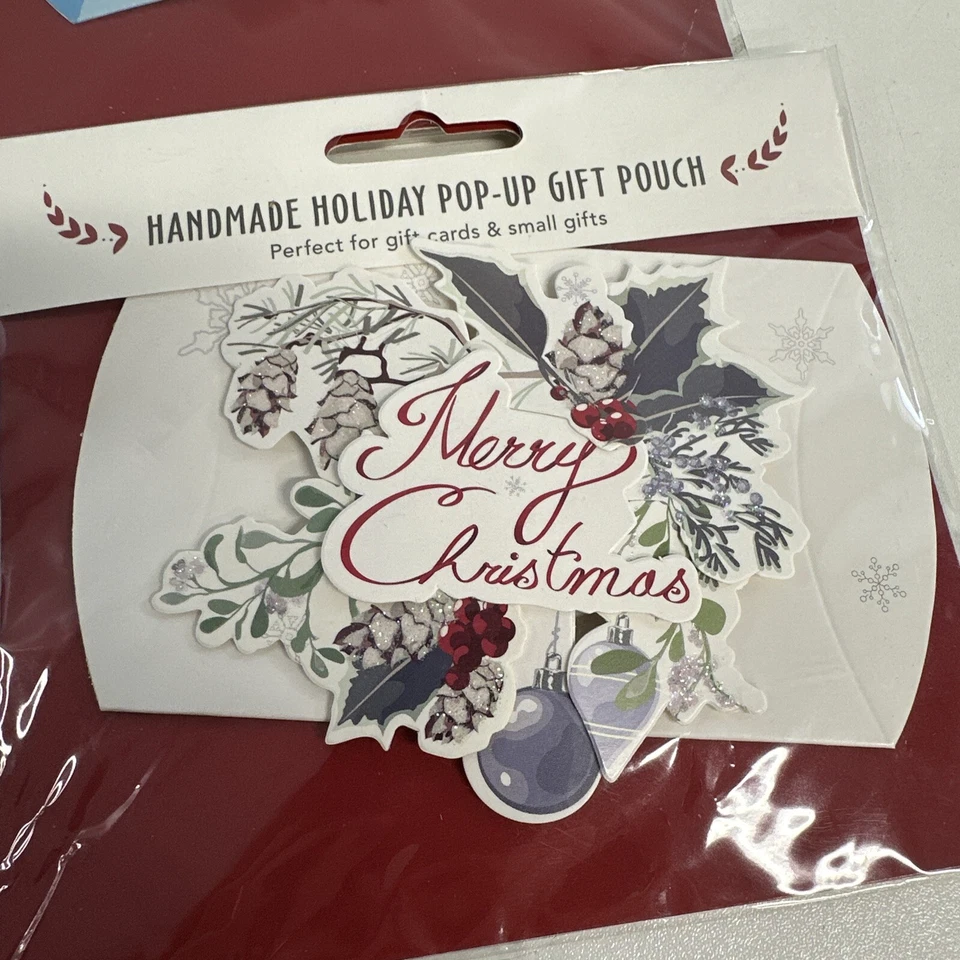 HANDMADE HOLIDAY POP-UP GIFT POUCH
Perfect for gift cards & small gifts
Merry
Christmas